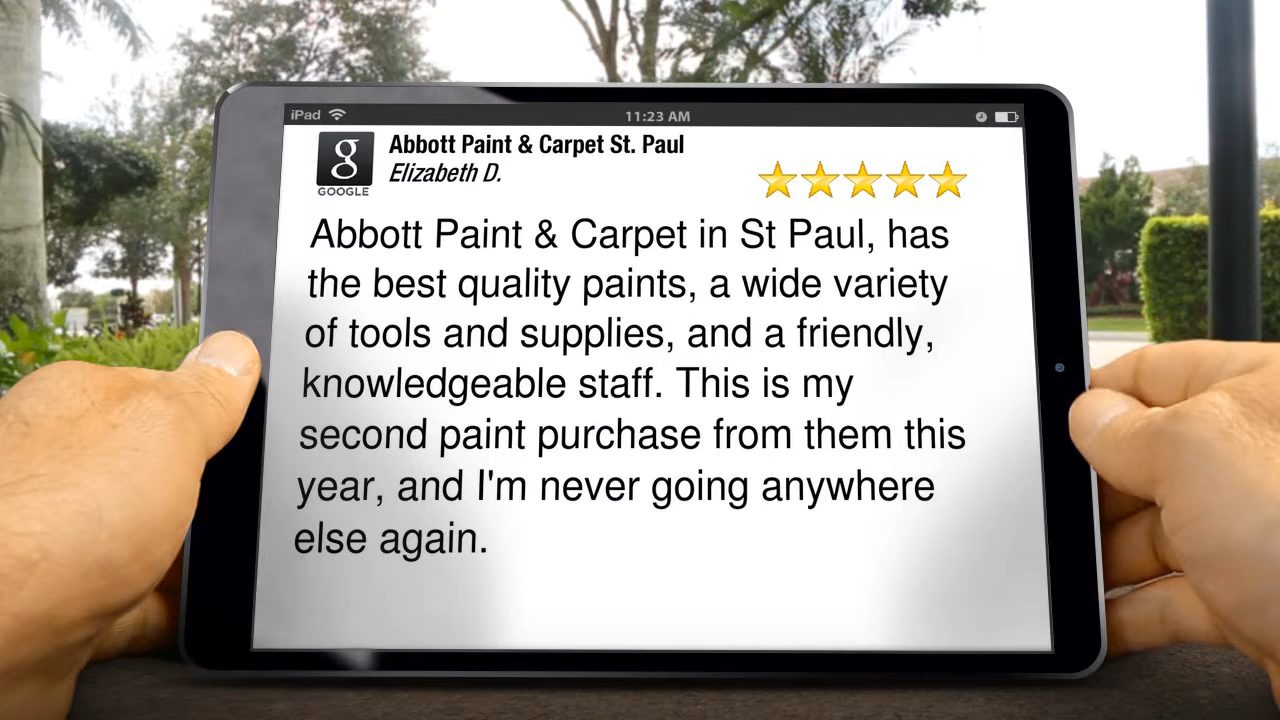 iPad
11:23 AM
g
GOOGLE
Abbott Paint & Carpet St. Paul
Elizabeth D.
Abbott Paint & Carpet in St Paul, has
the best quality paints, a wide variety
of tools and supplies, and a friendly,
knowledgeable staff. This is my
second paint purchase from them this
year, and I'm never going anywhere
else again.